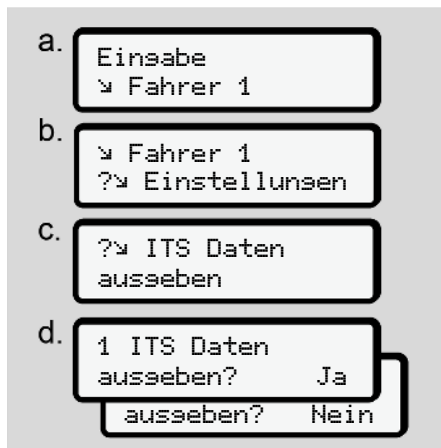 a.
Eingabe
↘ Fahrer 1
b.
↘ Fahrer 1
?↘ Einstellungen
c.
?↘ ITS Daten
ausgeben
d.
1 ITS Daten
ausgeben? Ja
ausgeben? Nein